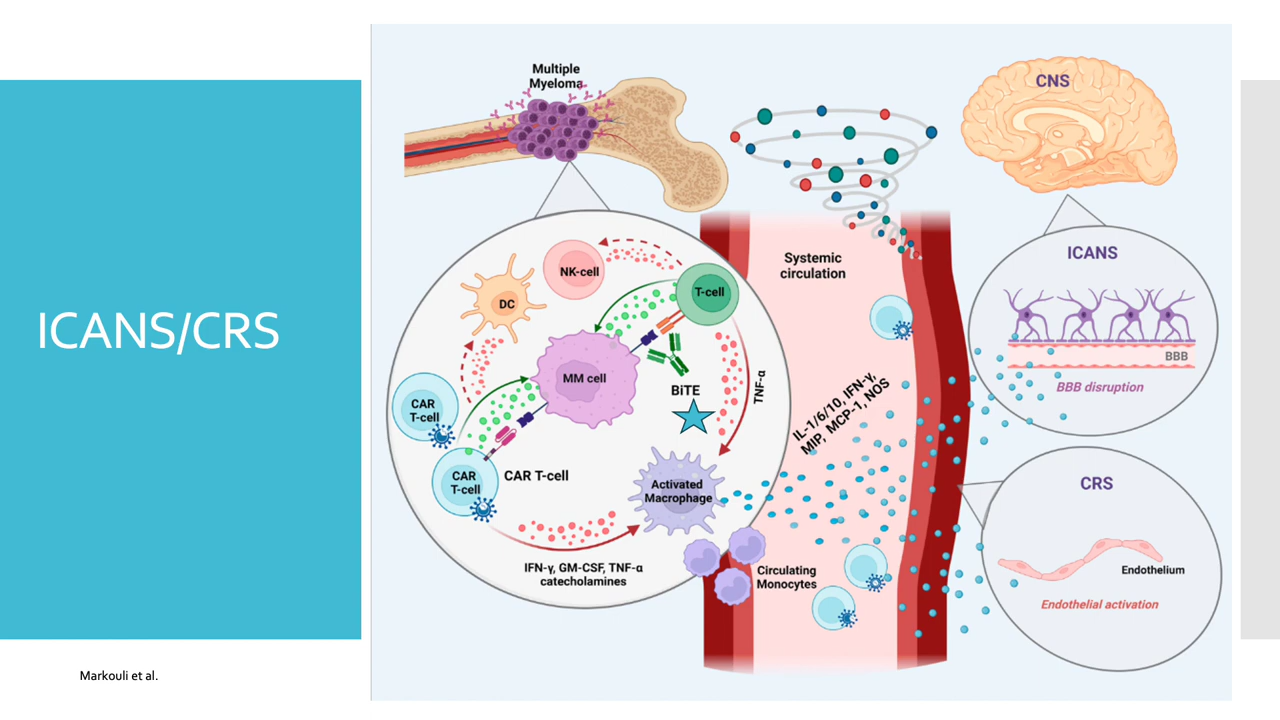 ICANS/CRS
Markouli et al.
Multiple
Myeloma
CNS
Systemic
circulation
ICANS
BBB
BBB disruption
NK-cell
DC
T-cell
MM cell
BiTE
TNF-α
CAR
T-cell
CAR
T-cell
CAR T-cell
Activated
Macrophage
IFN-γ, GM-CSF, TNF-α
catecholamines
IL-1/6/10, IFN-γ,
MIP, MCP-1, NOS
Circulating
Monocytes
CRS
Endothelium
Endothelial activation